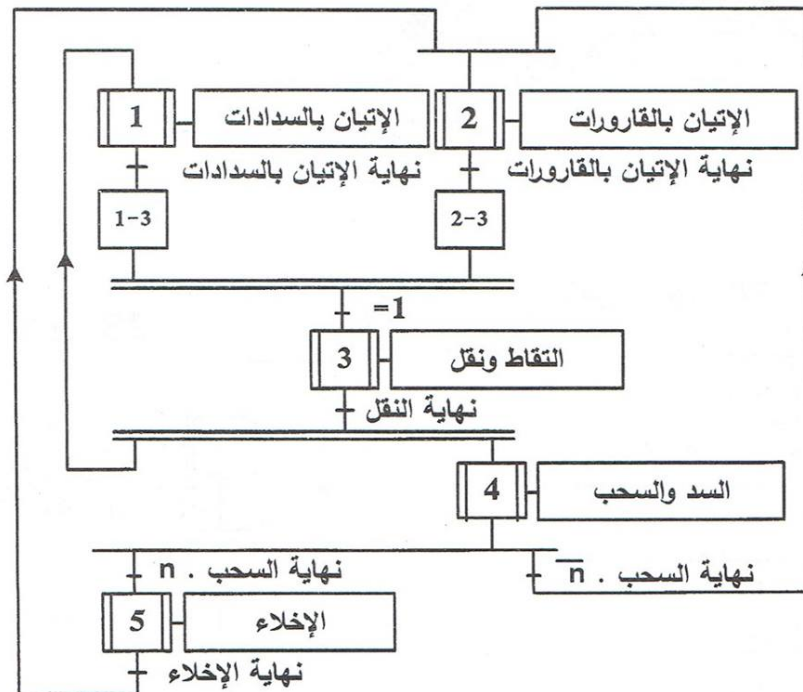 1 الإتيان بالسدادات
2 الإتيان بالقارورات
نهاية الإتيان بالسدادات
نهاية الإتيان بالقارورات
1-3
2-3
=1
3 التقاط ونقل
نهاية النقل
4 السد والسحب
نهاية السحب . n
نهاية السحب . n̅
5 الإخلاء
نهاية الإخلاء